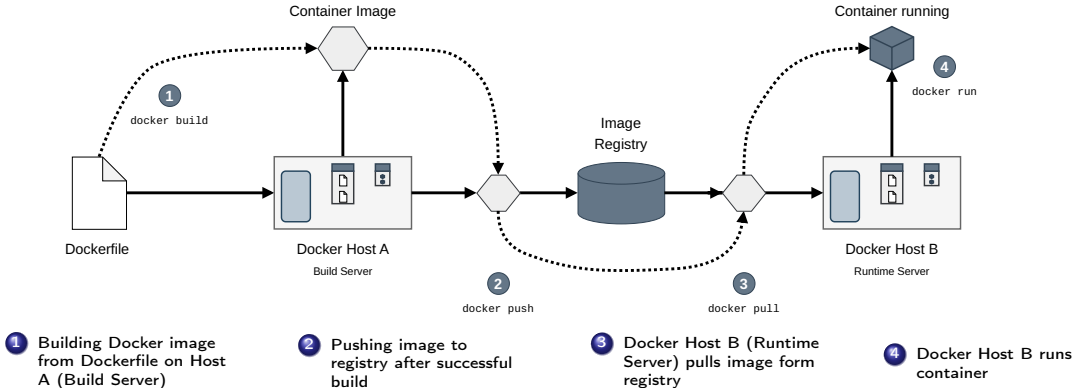 Container Image
Container running
1
docker build
4
docker run
Image
Registry
Dockerfile
Docker Host A
Build Server
Docker Host B
Runtime Server
2
docker push
3
docker pull
1 Building Docker image
from Dockerfile on Host
A (Build Server)
2 Pushing image to
registry after successful
build
3 Docker Host B (Runtime
Server) pulls image form
registry
4 Docker Host B runs
container